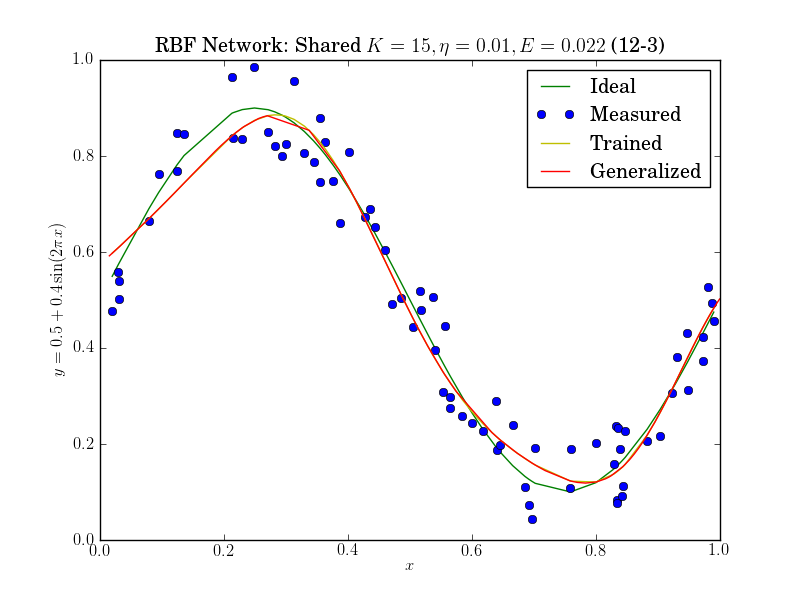 RBF Network: Shared K = 15, η = 0.01, E = 0.022 (12-3)
1.0
0.8
0.6
0.4
0.2
0.0
y = 0.5 + 0.4 sin(2πx)
Ideal
Measured
Trained
Generalized
0.0 0.2 0.4 0.6 0.8 1.0
x